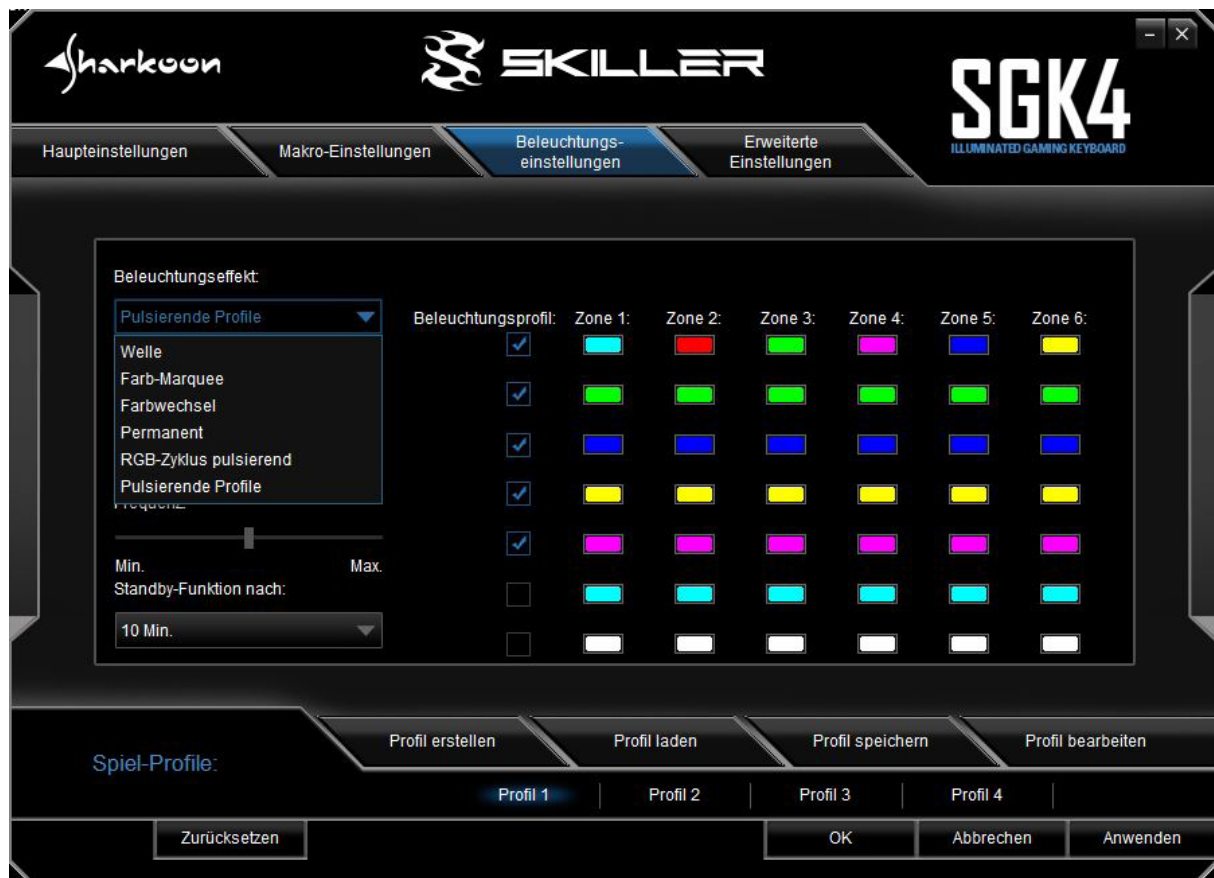 Sharkoon
SKILLER
SGK4
ILLUMINATED GAMING KEYBOARD
Haupteinstellungen
Makro-Einstellungen
Beleuchtungs-
einstellungen
Erweiterte
Einstellungen
Beleuchtungseffekt:
Pulsierende Profile
Welle
Farb-Marquee
Farbwechsel
Permanent
RGB-Zyklus pulsierend
Pulsierende Profile
Frequenz:
Min. Max.
Standby-Funktion nach:
10 Min.
Beleuchtungsprofil: Zone 1: Zone 2: Zone 3: Zone 4: Zone 5: Zone 6:
Spiel-Profile:
Profil erstellen Profil laden Profil speichern Profil bearbeiten
Profil 1 Profil 2 Profil 3 Profil 4
Zurücksetzen OK Abbrechen Anwenden